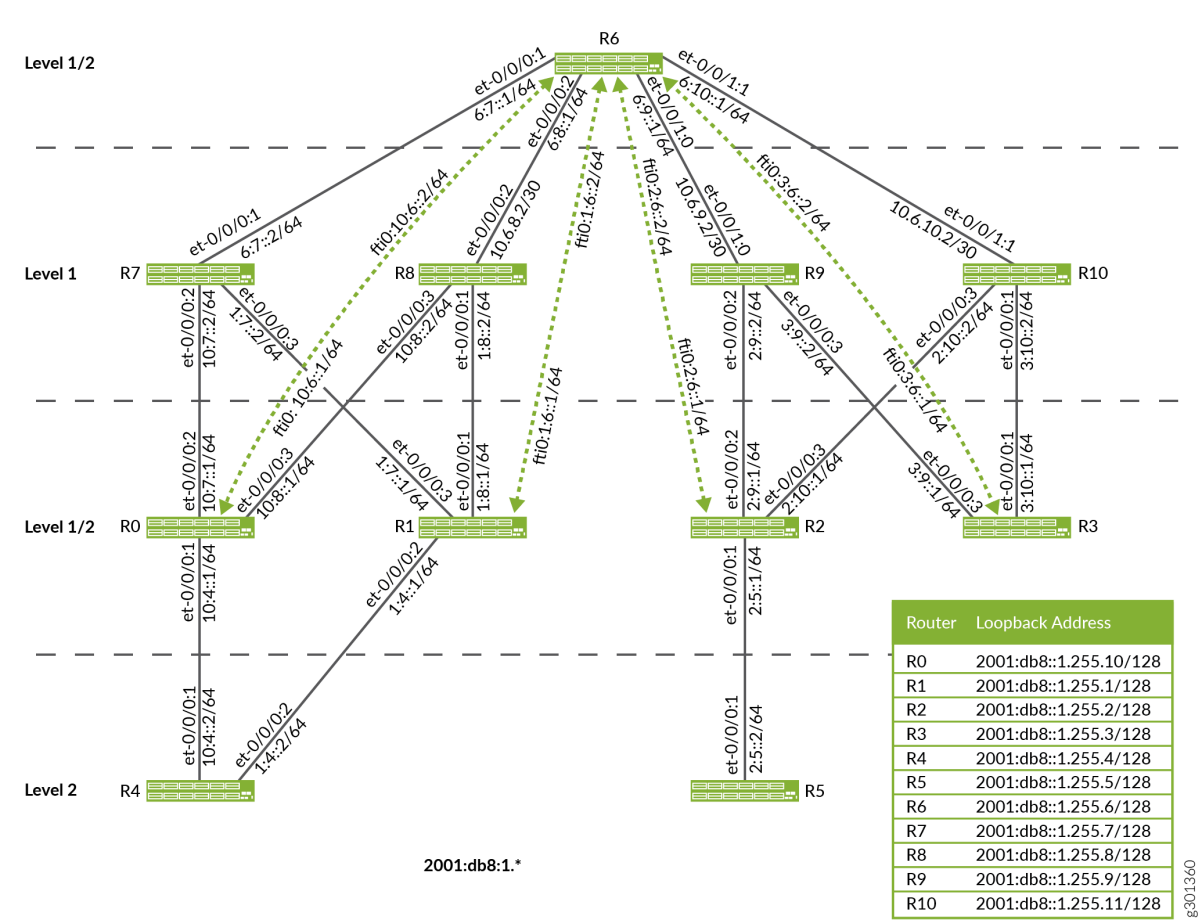 R6
Level 1/2
et-0/0/0:1
6:7::1/64
et-0/0/0:2
6:8::1/64
et-0/0/1:0
6:9::1/64
et-0/0/1:1
6:10::1/64
fti0:10:6::2/64
fti0:1:6::2/64
fti0:2:6::2/64
fti0:3:6::2/64
et-0/0/0:1
6:7::2/64
et-0/0/0:2
10.6.8.2/30
et-0/0/1:0
10.6.9.2/30
et-0/0/1:1
10.6.10.2/30
Level 1
R7
R8
R9
R10
et-0/0/0:2
10:7::2/64
et-0/0/0:3
1:7::2/64
et-0/0/0:3
10:8::2/64
et-0/0/0:1
1:8::2/64
et-0/0/0:2
2:9::2/64
et-0/0/0:3
3:9::2/64
et-0/0/0:3
2:10::2/64
et-0/0/0:1
3:10::2/64
fti0: 10:6::1/64
fti0:1:6::1/64
fti0:2:6::1/64
fti0:3:6::1/64
et-0/0/0:2
10:7::1/64
et-0/0/0:3
10:8::1/64
et-0/0/0:3
1:7::1/64
et-0/0/0:1
1:8::1/64
et-0/0/0:2
2:9::1/64
et-0/0/0:3
2:10::1/64
et-0/0/0:3
3:9::1/64
et-0/0/0:1
3:10::1/64
Level 1/2
R0
R1
R2
R3
et-0/0/0:1
10:4::1/64
et-0/0/0:2
1:4::1/64
et-0/0/0:1
2:5::1/64
et-0/0/0:1
10:4::2/64
et-0/0/0:2
1:4::2/64
et-0/0/0:1
2:5::2/64
Level 2
R4
R5
2001:db8:1.*
Router Loopback Address
R0 2001:db8::1.255.10/128
R1 2001:db8::1.255.1/128
R2 2001:db8::1.255.2/128
R3 2001:db8::1.255.3/128
R4 2001:db8::1.255.4/128
R5 2001:db8::1.255.5/128
R6 2001:db8::1.255.6/128
R7 2001:db8::1.255.7/128
R8 2001:db8::1.255.8/128
R9 2001:db8::1.255.9/128
R10 2001:db8::1.255.11/128
g301360